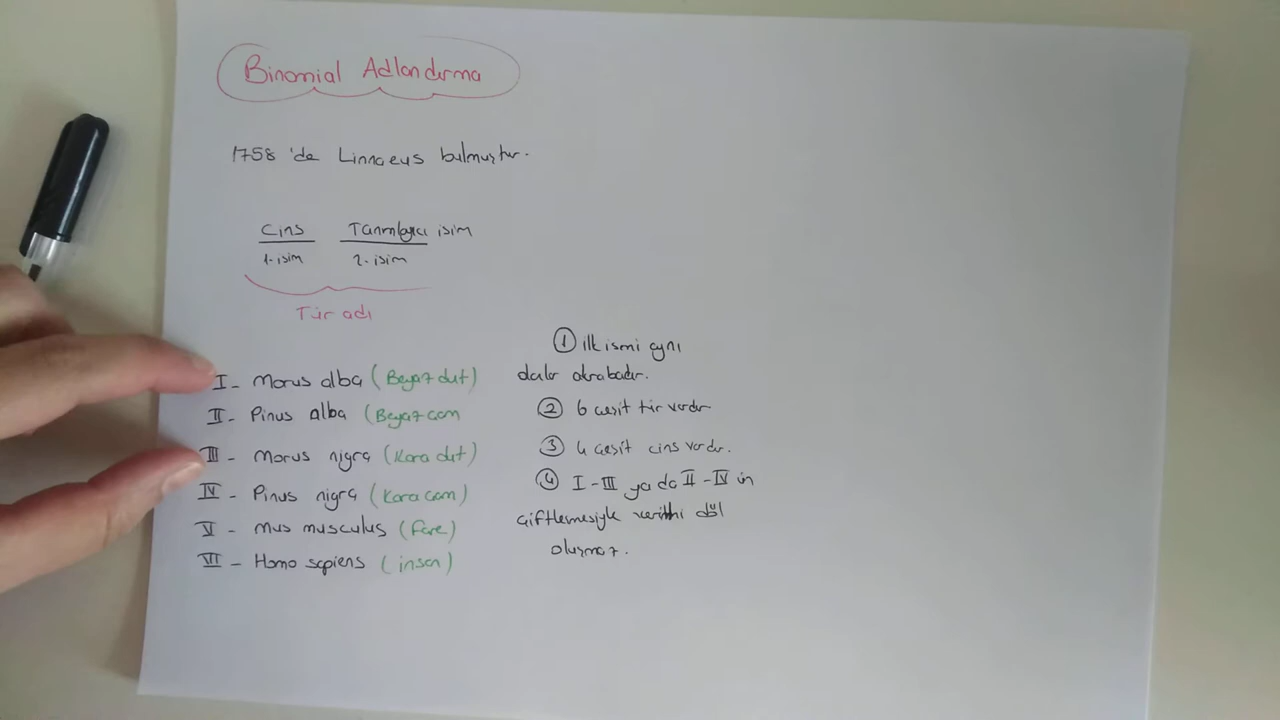 Binomial Adlandırma
1758 'de Linnaeus bulmuştur.
Cins Tanımlayıcı isim
1. isim 2. isim
Tür adı
I- Morus alba (Beyaz dut)
II- Pinus alba (Beyaz çam
III- Morus nigra (Kara dut)
IV- Pinus nigra (Kara çam)
V- Mus musculus (Fare)
VI- Homo sapiens (insan)
① ilk ismi aynı
olanlar akrabadır.
② 6 çeşit tür vardır
③ 4 çeşit cins vardır.
④ I-III ya da II-IV ün
çiftleşmesiyle verimli döl
oluşmaz.